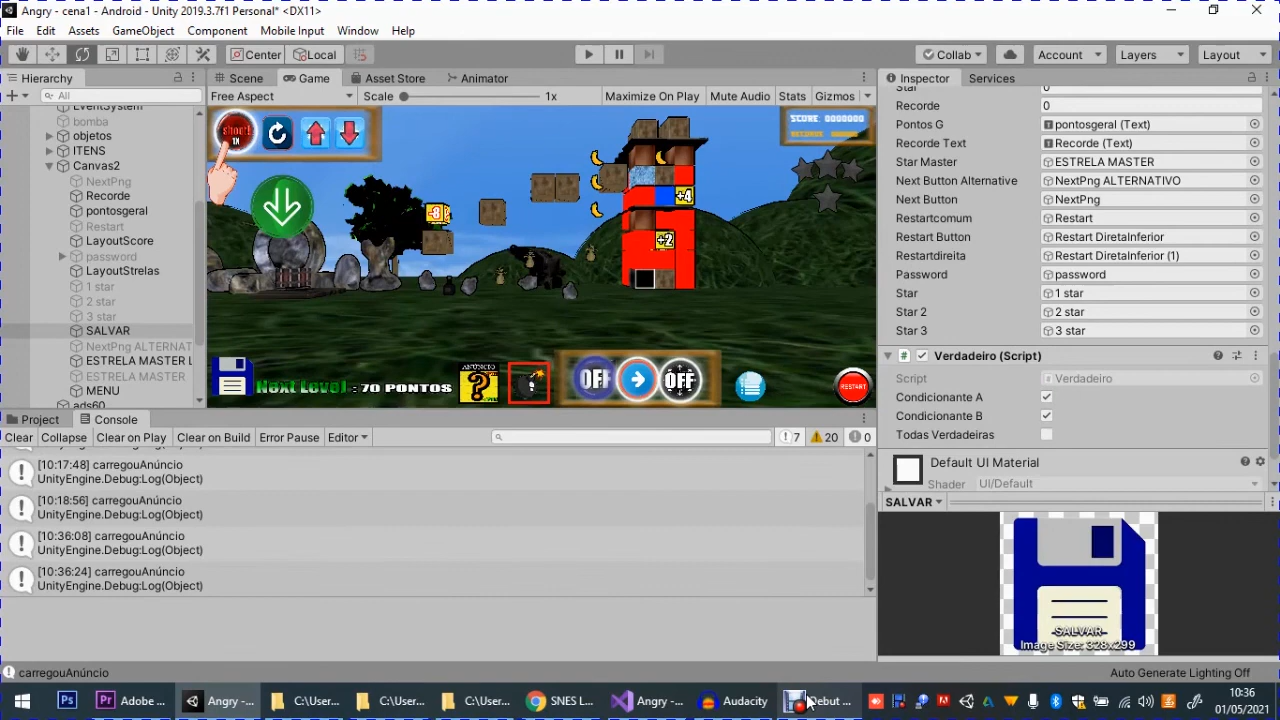 Angry - cena1 - Android - Unity 2019.3.7f1 Personal* <DX11>
File Edit Assets GameObject Component Mobile Input Window Help
Center Local Collab Account Layers Layout
Hierarchy Scene Game Asset Store Animator Inspector Services
All Free Aspect Scale 1x Maximize On Play Mute Audio Stats Gizmos
EventSystem
bomba
objetos
ITENS
Canvas2
NextPng
Recorde
pontosgeral
Restart
LayoutScore
password
LayoutStrelas
1 star
2 star
3 star
SALVAR
NextPng ALTERNAT
ESTRELA MASTER L
ESTRELA MASTER
MENU
ads60
shoot!
1X
SCORE: 0000000
-8
+4
+2
Next Level : 70 PONTOS
ANÚNCIO
?
OFF
OFF
RESTART
Star 0
Recorde 0
Pontos G pontosgeral (Text)
Recorde Text Recorde (Text)
Star Master ESTRELA MASTER
Next Button Alternative NextPng ALTERNATIVO
Next Button NextPng
Restartcomum Restart
Restart Button Restart DiretaInferior
Restartdireita Restart DiretaInferior (1)
Password password
Star 1 star
Star 2 2 star
Star 3 3 star
Verdadeiro (Script)
Script Verdadeiro
Condicionante A
Condicionante B
Todas Verdadeiras
Default UI Material
Shader UI/Default
SALVAR
-SALVAR-
Image Size: 328x299
Project Console
Clear Collapse Clear on Play Clear on Build Error Pause Editor 7 20 0
[10:17:48] carregouAnúncio
UnityEngine.Debug:Log(Object)
[10:18:56] carregouAnúncio
UnityEngine.Debug:Log(Object)
[10:36:08] carregouAnúncio
UnityEngine.Debug:Log(Object)
[10:36:24] carregouAnúncio
UnityEngine.Debug:Log(Object)
carregouAnúncio Auto Generate Lighting Off
Ps Pr Adobe ... Angry -... C:\User... C:\User... C:\User... SNES L... Angry -... Audacity Debut ...
10:36
01/05/2021